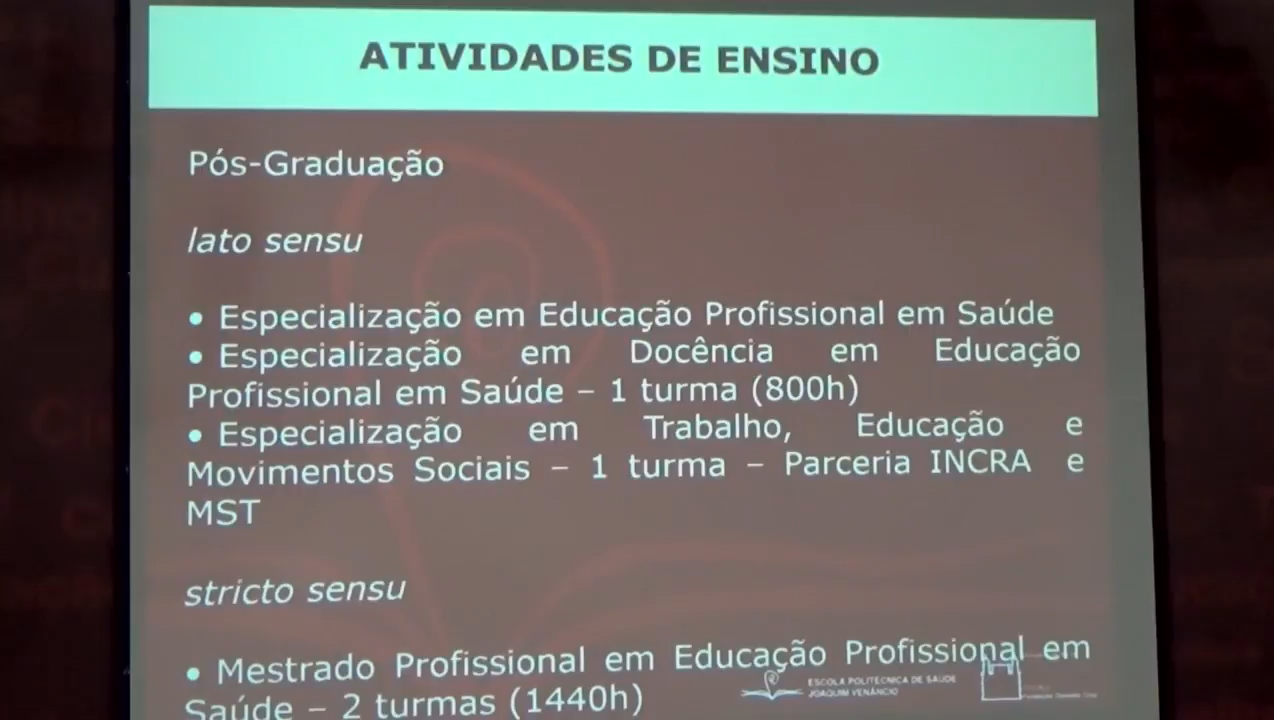 ATIVIDADES DE ENSINO
Pós-Graduação
lato sensu
• Especialização em Educação Profissional em Saúde
• Especialização em Docência em Educação
Profissional em Saúde – 1 turma (800h)
• Especialização em Trabalho, Educação e
Movimentos Sociais – 1 turma – Parceria INCRA e
MST
stricto sensu
• Mestrado Profissional em Educação Profissional em
Saúde – 2 turmas (1440h)
ESCOLA POLITÉCNICA DE SAÚDE
JOAQUIM VENÂNCIO